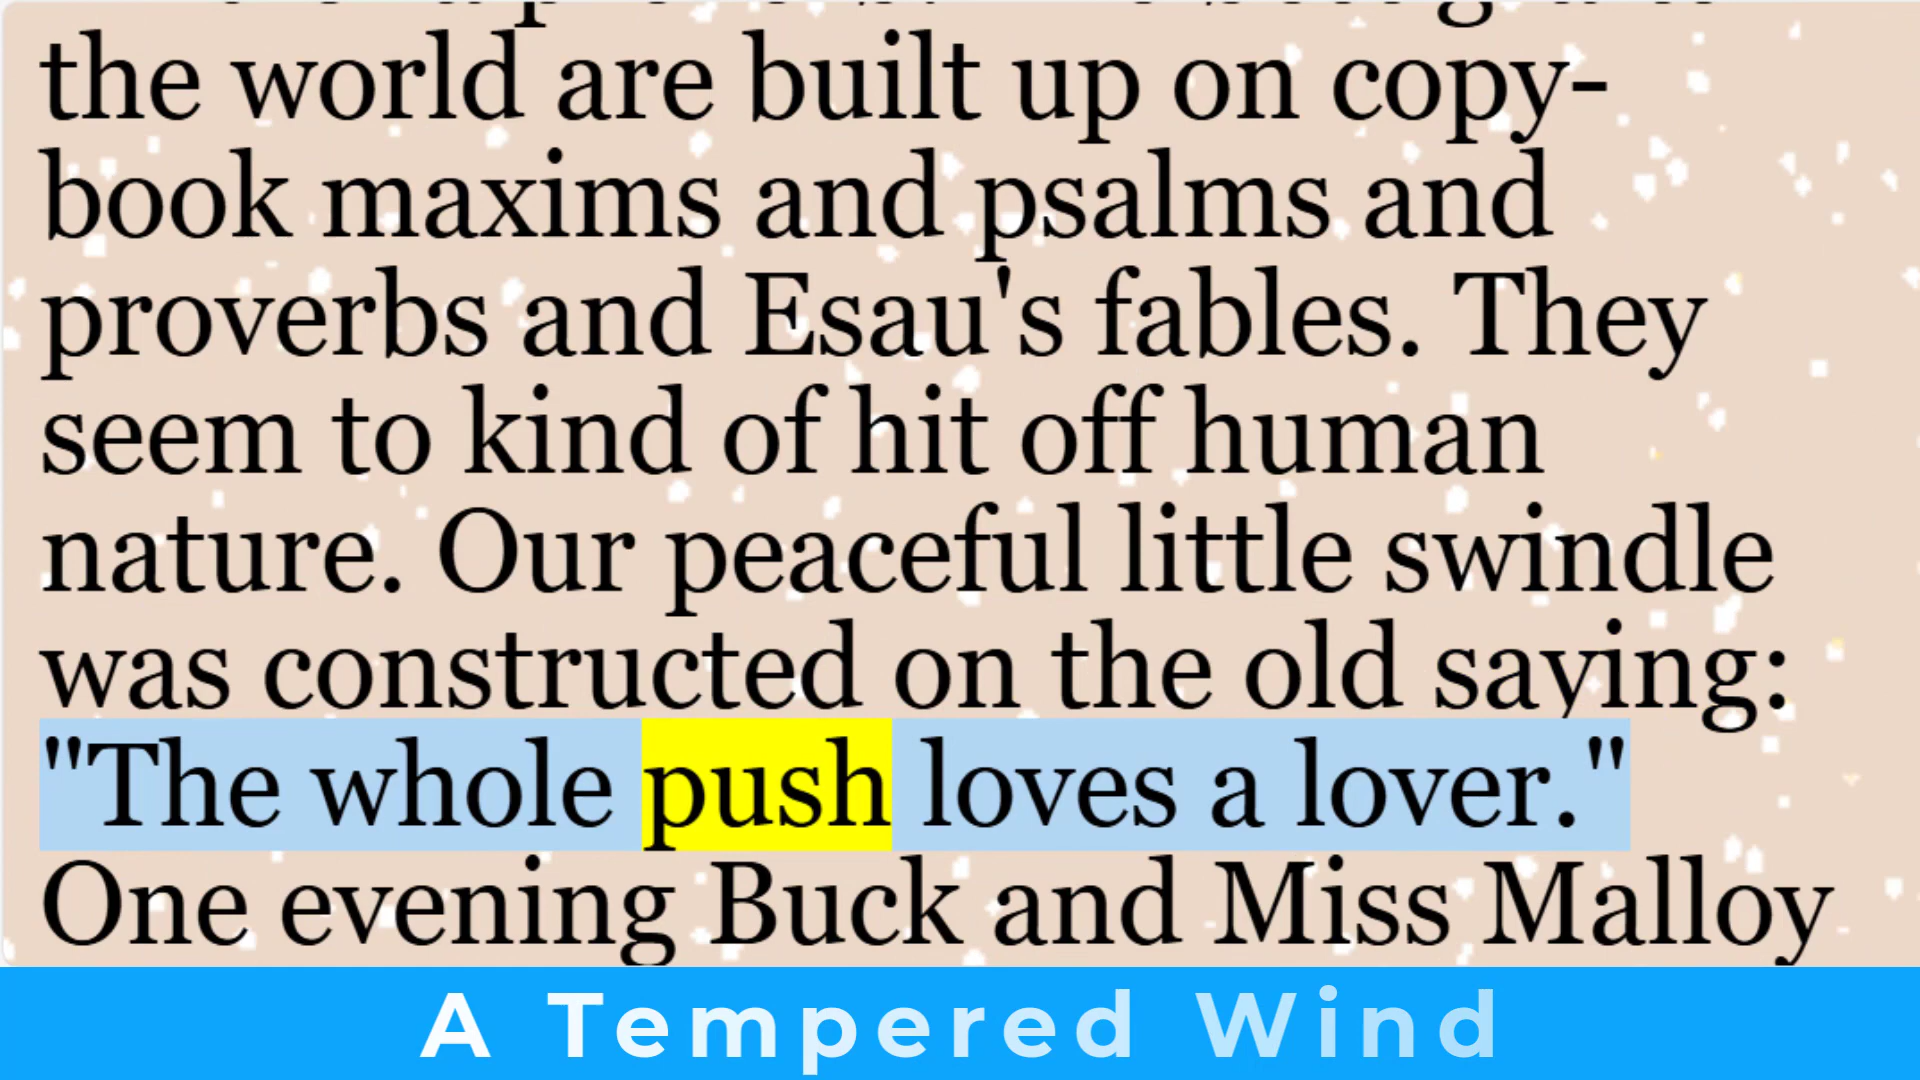 the world are built up on copy-
book maxims and psalms and
proverbs and Esau's fables. They
seem to kind of hit off human
nature. Our peaceful little swindle
was constructed on the old saying:
"The whole push loves a lover."
One evening Buck and Miss Malloy
A Tempered Wind